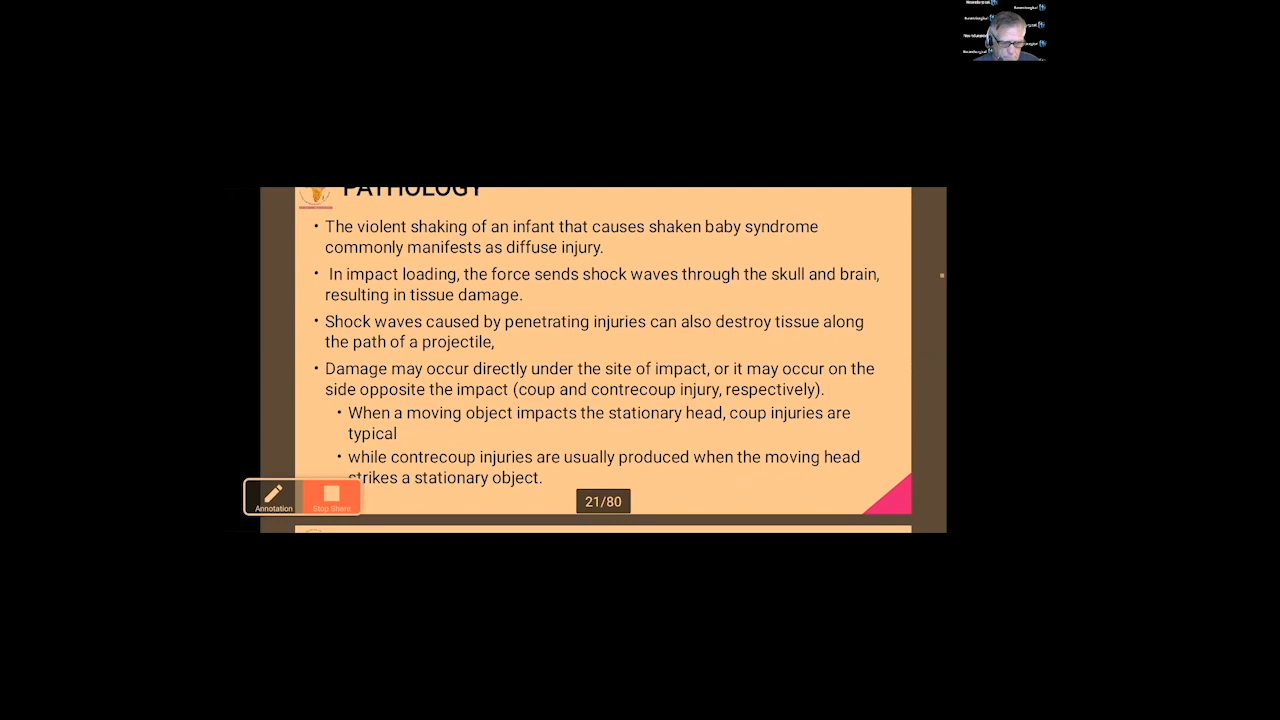 PATHOLOGY
• The violent shaking of an infant that causes shaken baby syndrome
commonly manifests as diffuse injury.
• In impact loading, the force sends shock waves through the skull and brain,
resulting in tissue damage.
• Shock waves caused by penetrating injuries can also destroy tissue along
the path of a projectile,
• Damage may occur directly under the site of impact, or it may occur on the
side opposite the impact (coup and contrecoup injury, respectively).
• When a moving object impacts the stationary head, coup injuries are
typical
• while contrecoup injuries are usually produced when the moving head
strikes a stationary object.
Annotation
Stop Share
21/80